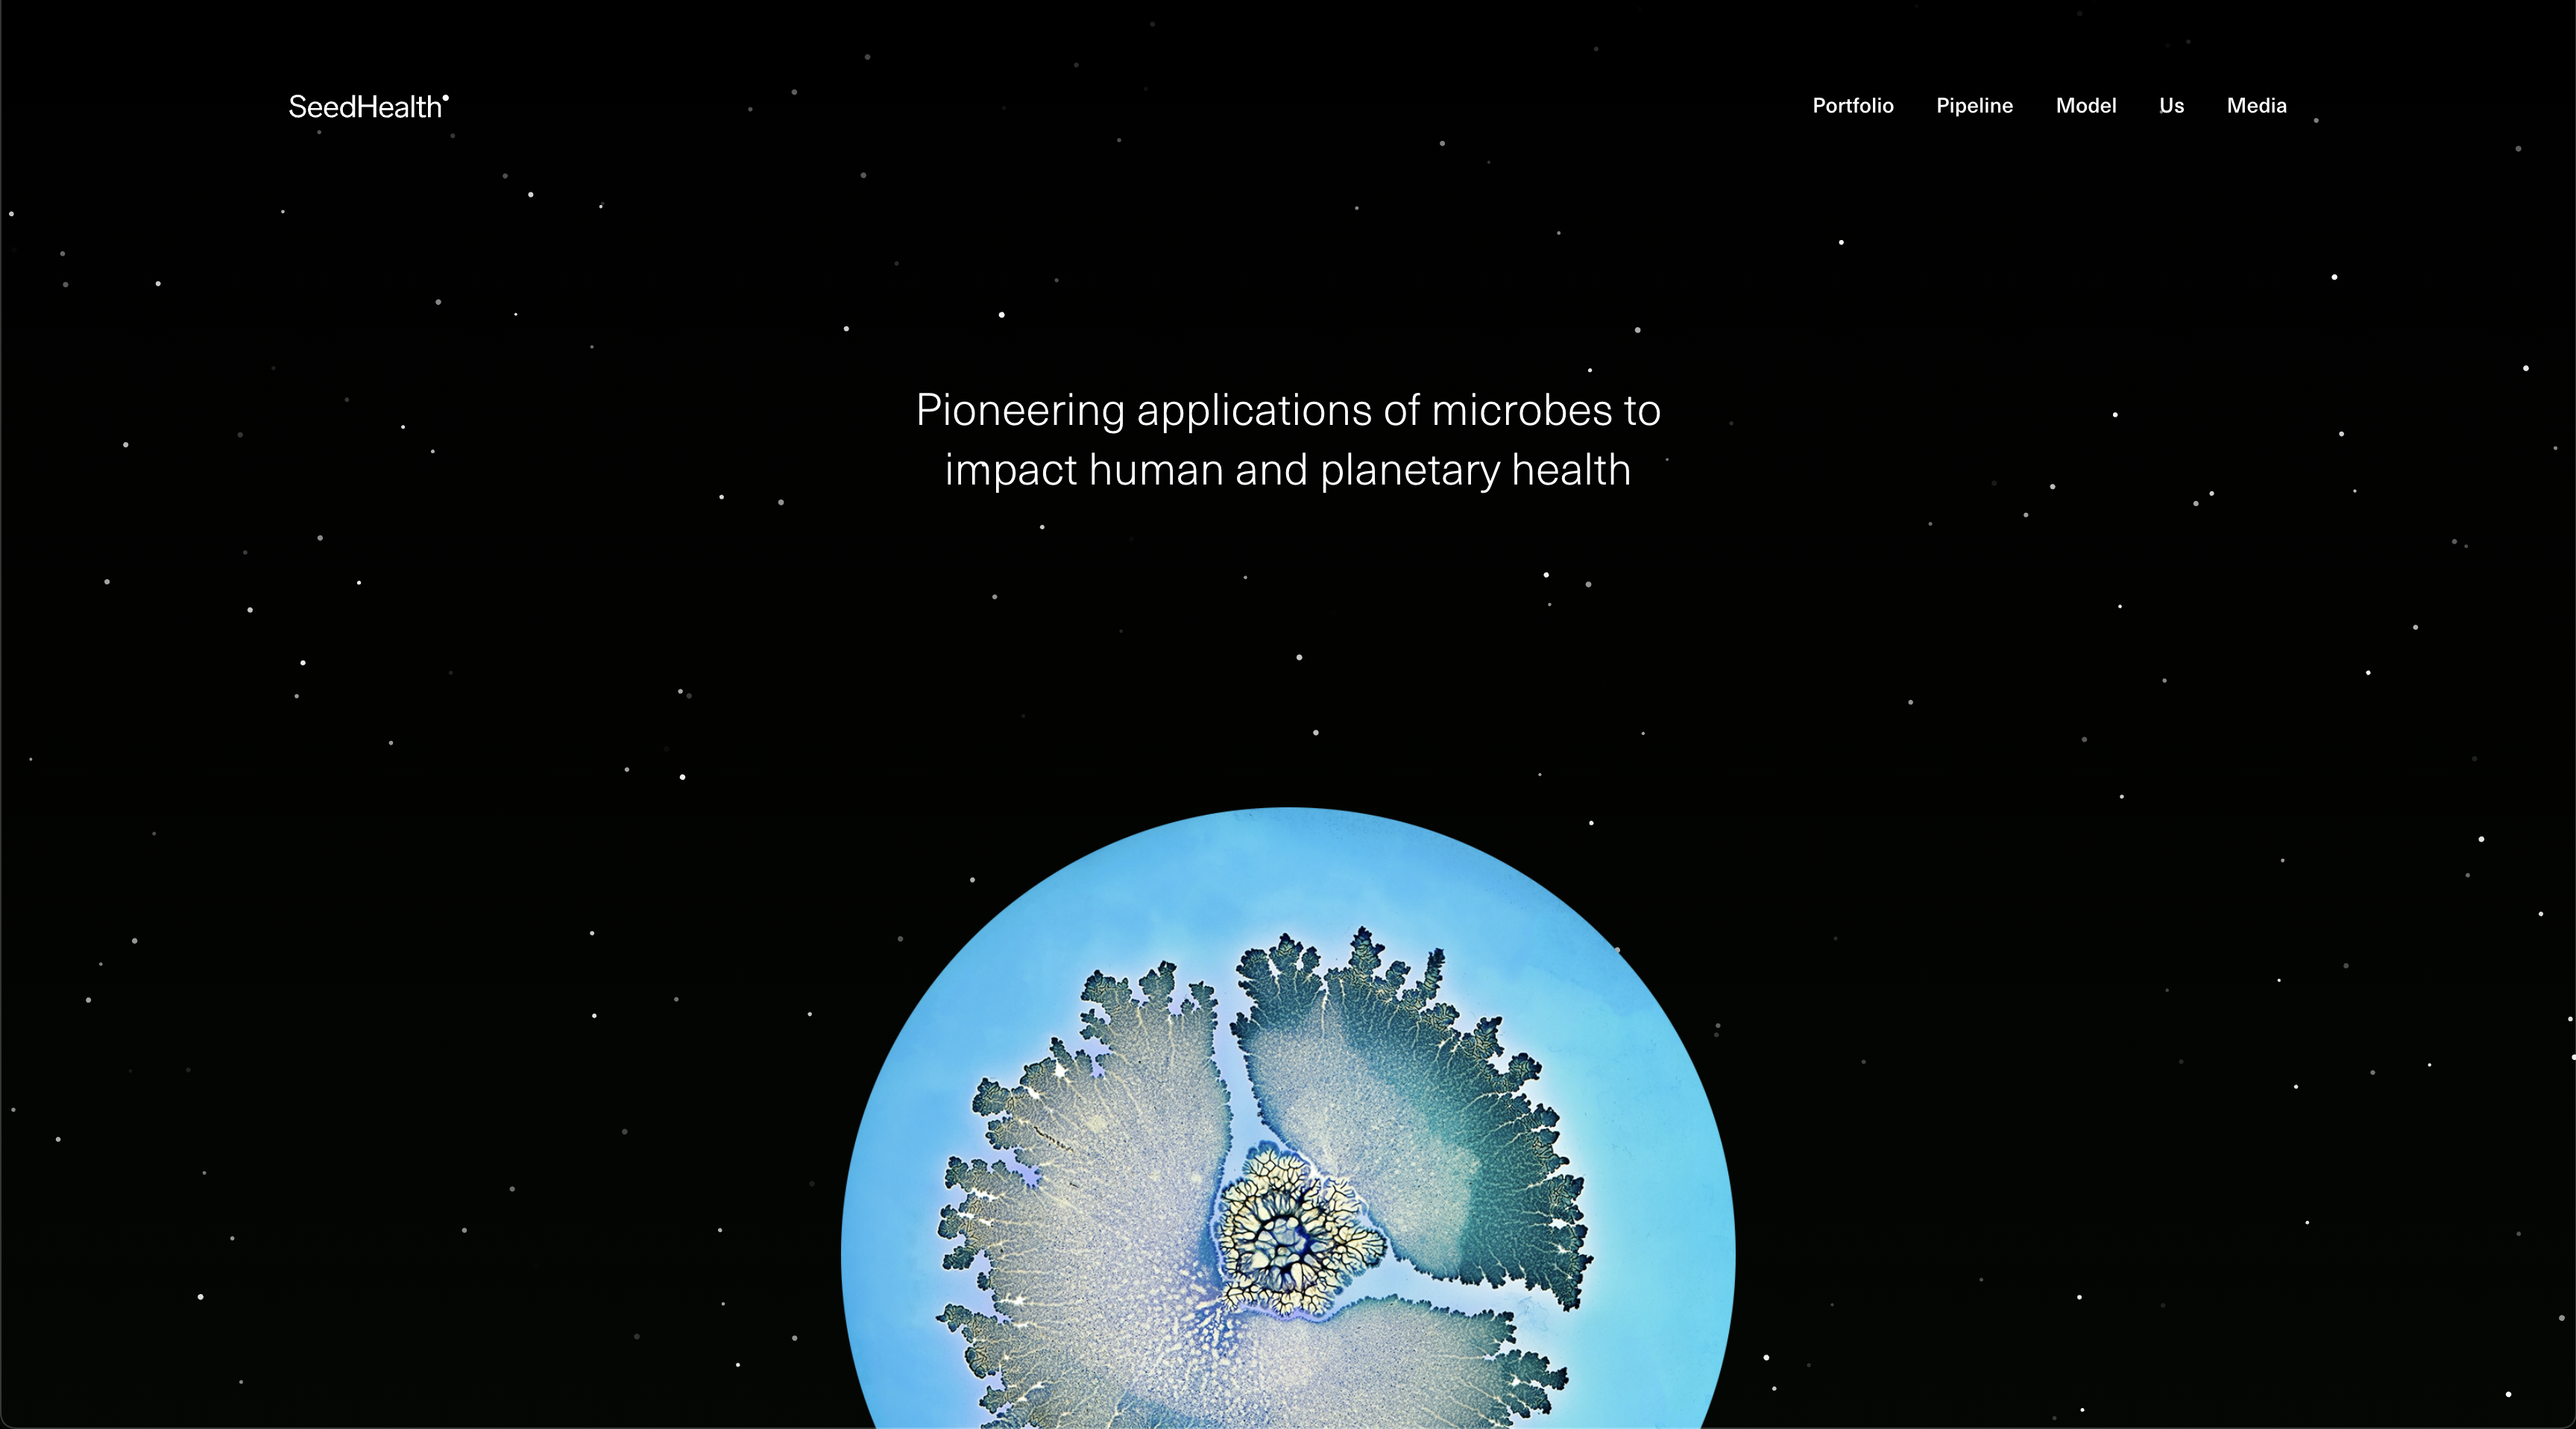 SeedHealth
Portfolio Pipeline Model Us Media
Pioneering applications of microbes to
impact human and planetary health